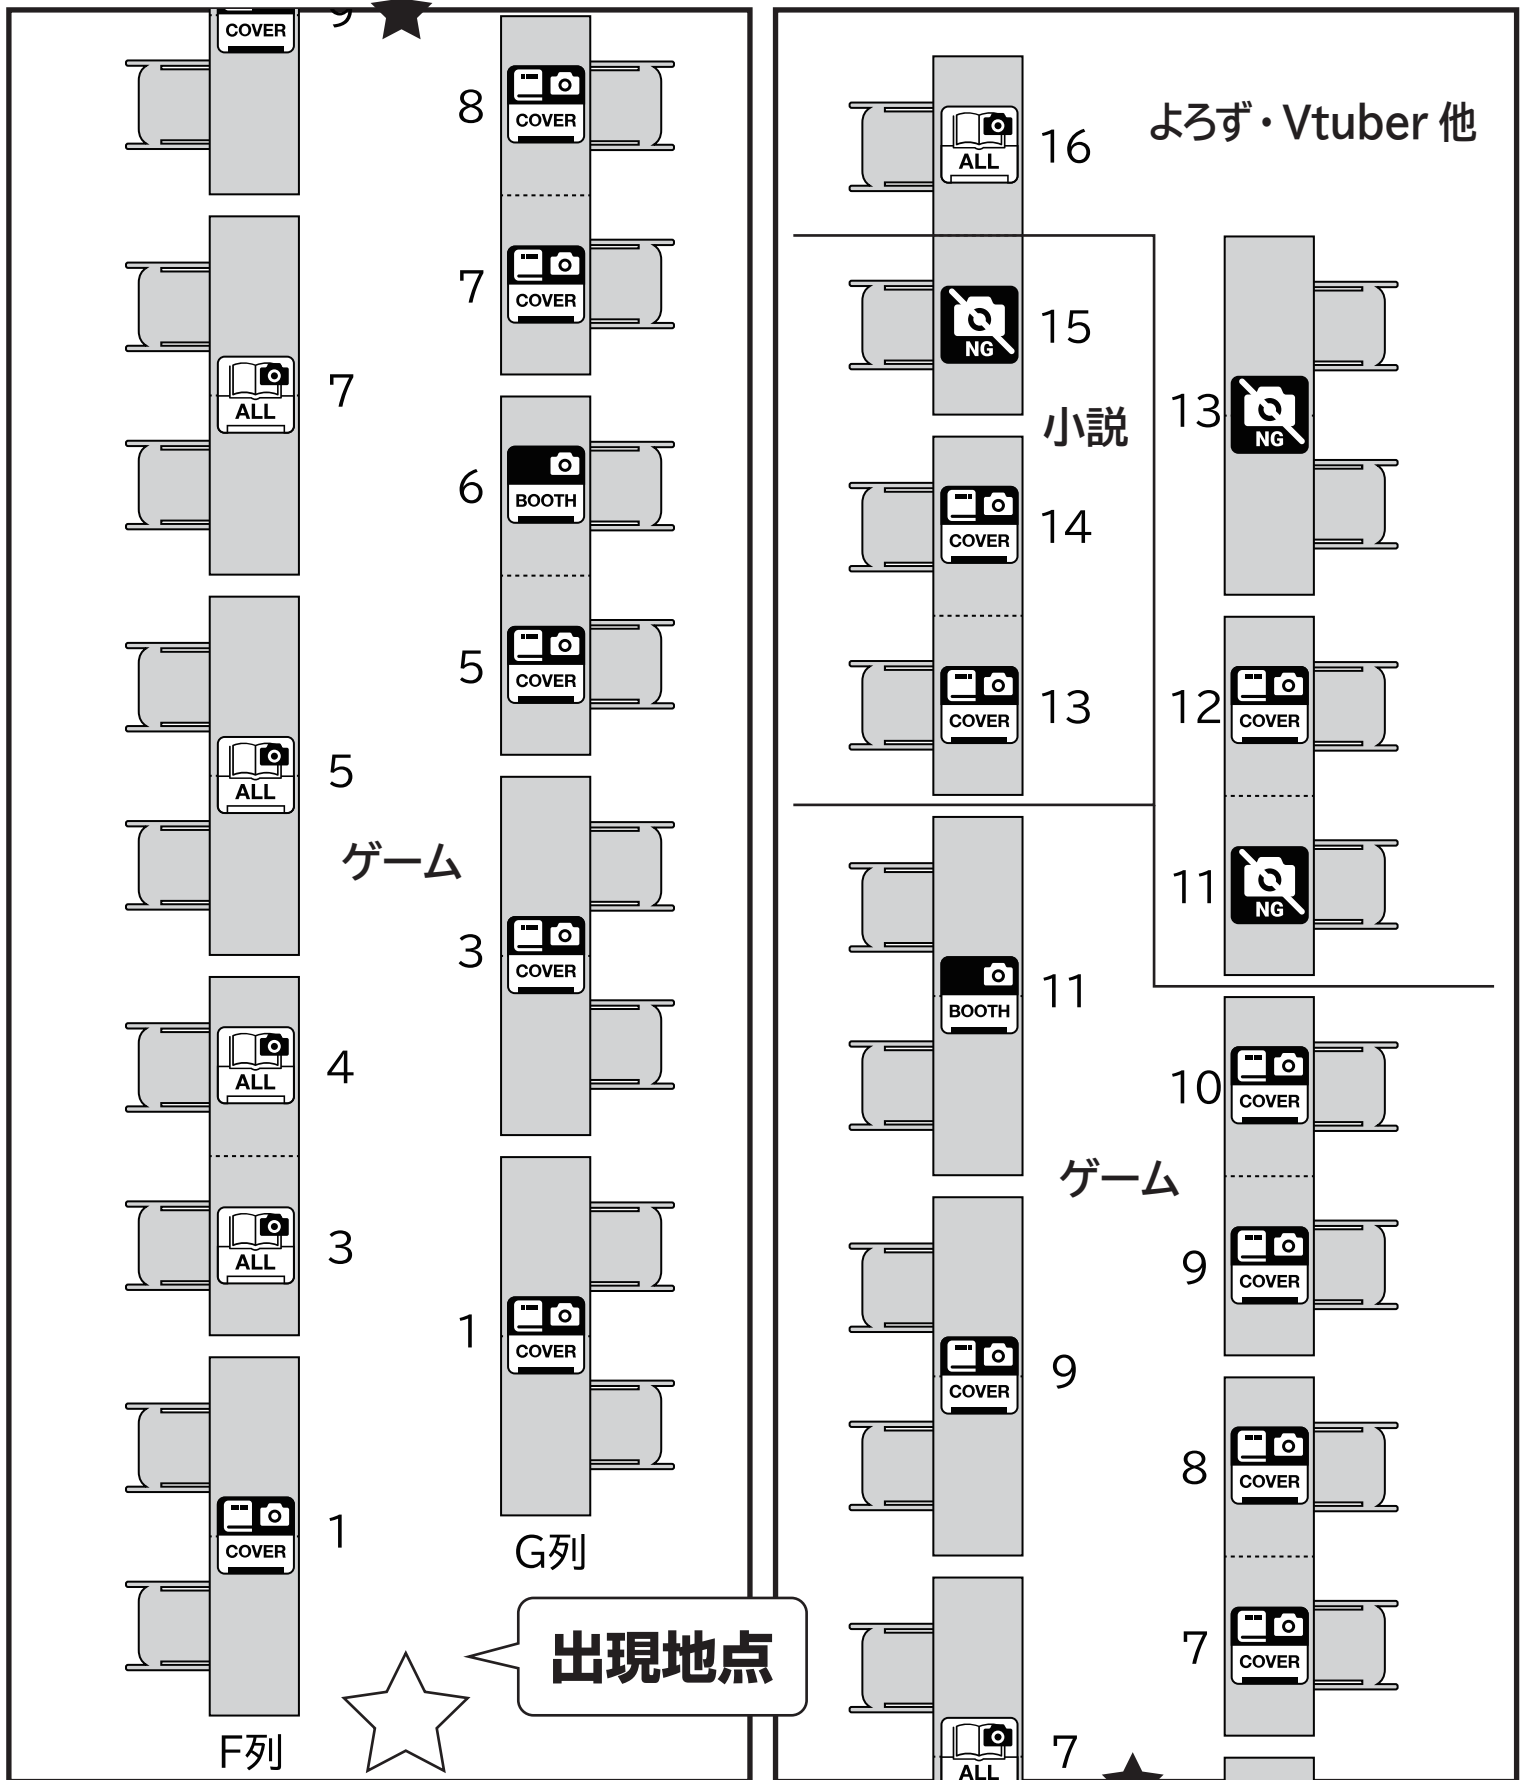 COVER
9
8
COVER
7
COVER
ALL
7
6
BOOTH
5
COVER
ALL
5
ゲーム
3
COVER
ALL
4
ALL
3
1
COVER
COVER
1
G列
出現地点
F列
よろず・Vtuber 他
ALL
16
NG
15
小説
13
NG
COVER
14
COVER
13
12
COVER
11
NG
BOOTH
11
10
COVER
ゲーム
9
COVER
COVER
9
8
COVER
7
COVER
ALL
7